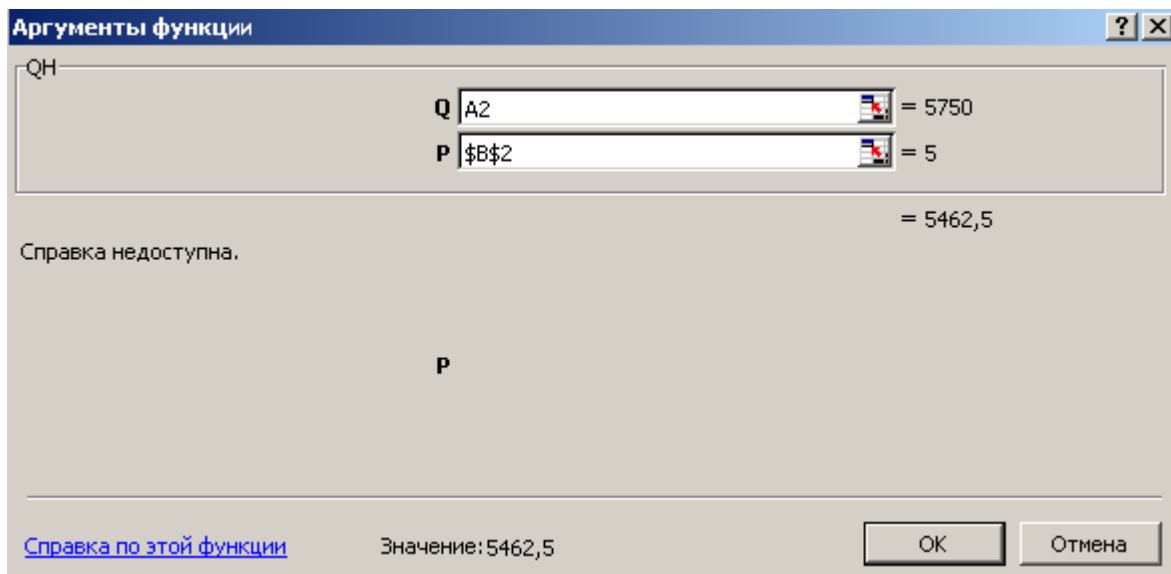 Аргументы функции
QH
Q A2 = 5750
P $B$2 = 5
= 5462,5
Справка недоступна.
P
Справка по этой функции Значение: 5462,5 OK Отмена